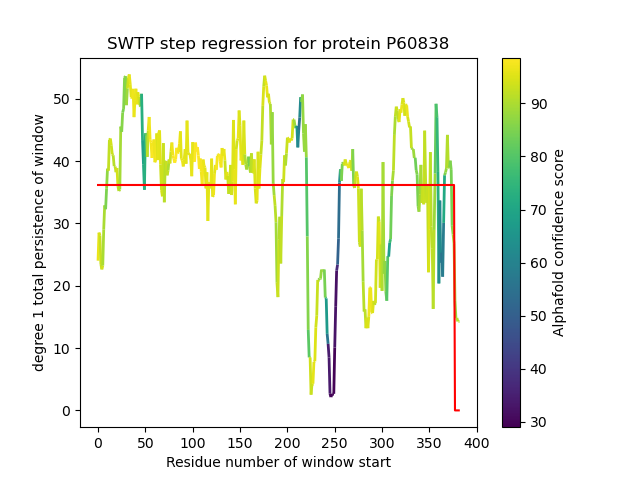 SWTP step regression for protein P60838
degree 1 total persistence of window
50
40
30
20
10
0
0 50 100 150 200 250 300 350 400
Residue number of window start
90
80
70
60
50
40
30
Alphafold confidence score